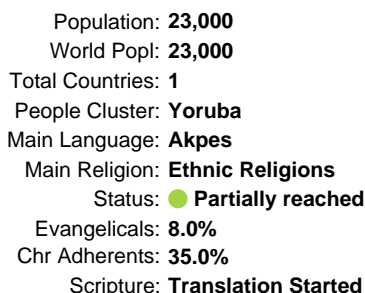 Population: 23,000
World Popl: 23,000
Total Countries: 1
People Cluster: Yoruba
Main Language: Akpes
Main Religion: Ethnic Religions
Status: Partially reached
Evangelicals: 8.0%
Chr Adherents: 35.0%
Scripture: Translation Started